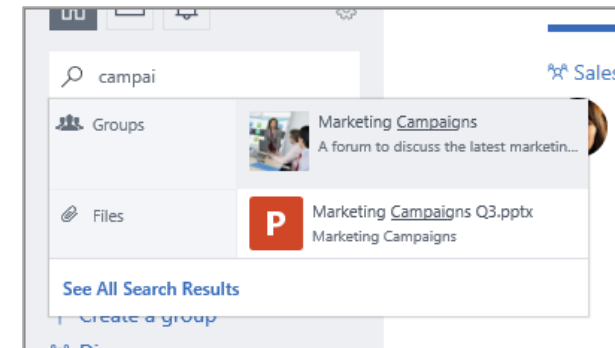 campai
Sales
Groups
Marketing Campaigns
A forum to discuss the latest marketin...
Files
P
Marketing Campaigns Q3.pptx
Marketing Campaigns
See All Search Results
Create a group